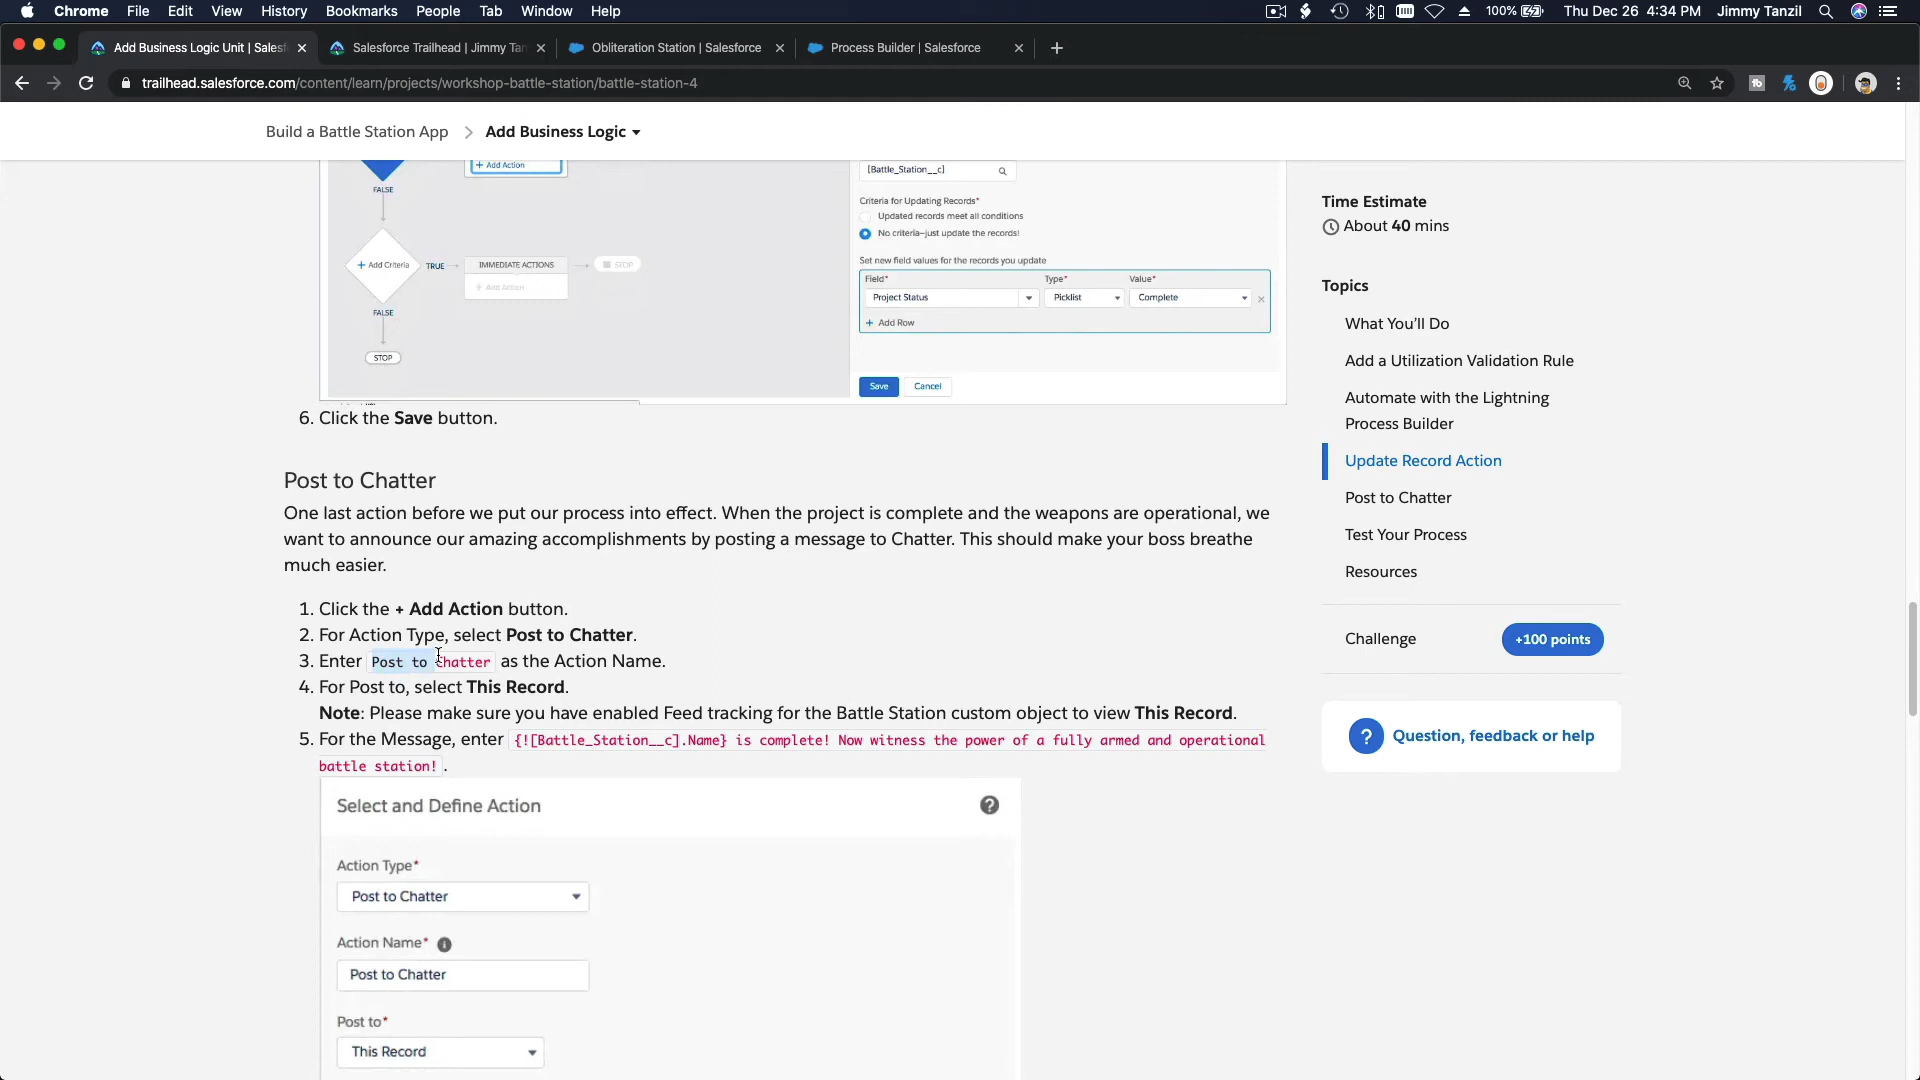 Chrome File Edit View History Bookmarks People Tab Window Help 100% Thu Dec 26 4:34 PM Jimmy Tanzil
Add Business Logic Unit | Salesf
Salesforce Trailhead | Jimmy Tan
Obliteration Station | Salesforce
Process Builder | Salesforce
trailhead.salesforce.com/content/learn/projects/workshop-battle-station/battle-station-4
Build a Battle Station App > Add Business Logic
+ Add Action
FALSE
+ Add Criteria
TRUE
IMMEDIATE ACTIONS
+ Add Action
STOP
FALSE
STOP
[Battle_Station__c]
Criteria for Updating Records*
Updated records meet all conditions
No criteria—just update the records!
Set new field values for the records you update
Field* Type* Value*
Project Status Picklist Complete
+ Add Row
Save Cancel
6. Click the Save button.
Post to Chatter
One last action before we put our process into effect. When the project is complete and the weapons are operational, we
want to announce our amazing accomplishments by posting a message to Chatter. This should make your boss breathe
much easier.
1. Click the + Add Action button.
2. For Action Type, select Post to Chatter.
3. Enter Post to Chatter as the Action Name.
4. For Post to, select This Record.
Note: Please make sure you have enabled Feed tracking for the Battle Station custom object to view This Record.
5. For the Message, enter {![Battle_Station__c].Name} is complete! Now witness the power of a fully armed and operational
battle station! .
Select and Define Action
Action Type*
Post to Chatter
Action Name*
Post to Chatter
Post to*
This Record
Time Estimate
About 40 mins
Topics
What You'll Do
Add a Utilization Validation Rule
Automate with the Lightning
Process Builder
Update Record Action
Post to Chatter
Test Your Process
Resources
Challenge +100 points
Question, feedback or help